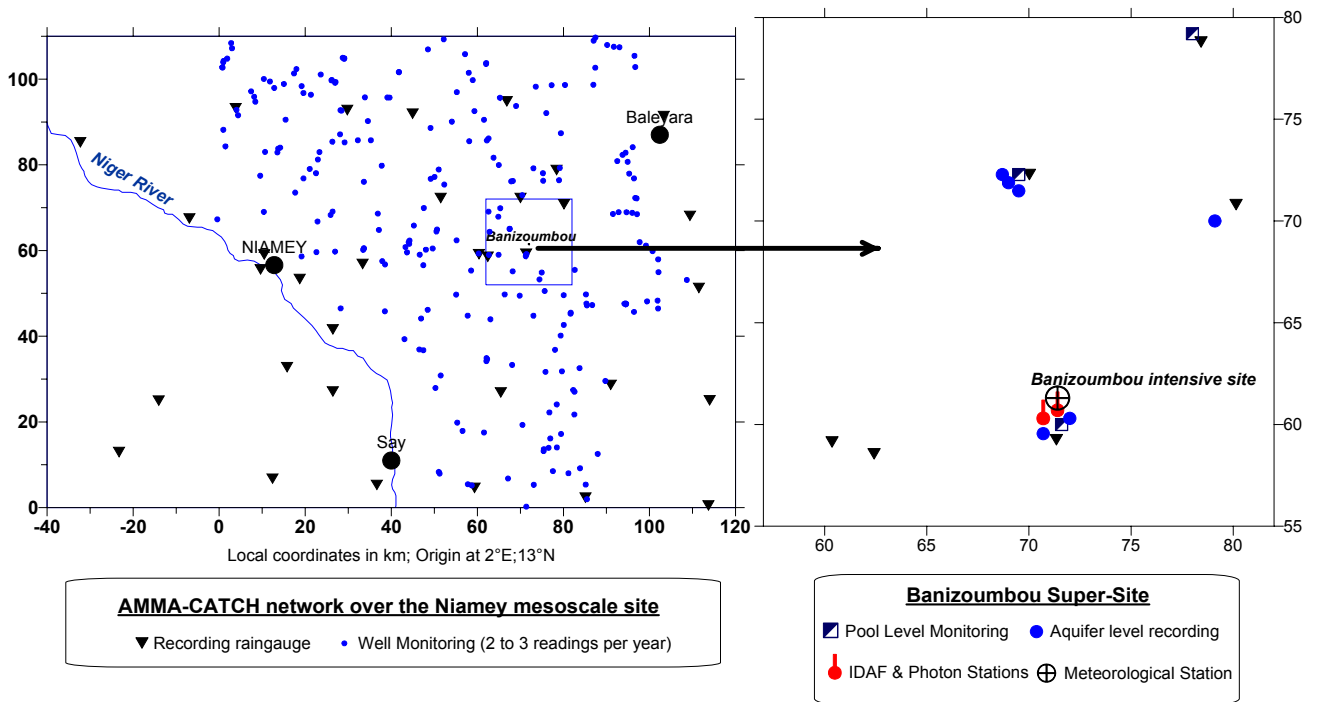 100
80
60
40
20
0
-40
-20
0
20
40
60
80
100
120
Niger River
NIAMEY
Say
Baleyara
Banizoumbou
Local coordinates in km; Origin at 2°E;13°N
AMMA-CATCH network over the Niamey mesoscale site
Recording raingauge
Well Monitoring (2 to 3 readings per year)
80
75
70
65
60
55
60
65
70
75
80
Banizoumbou intensive site
Banizoumbou Super-Site
Pool Level Monitoring
Aquifer level recording
IDAF & Photon Stations
Meteorological Station